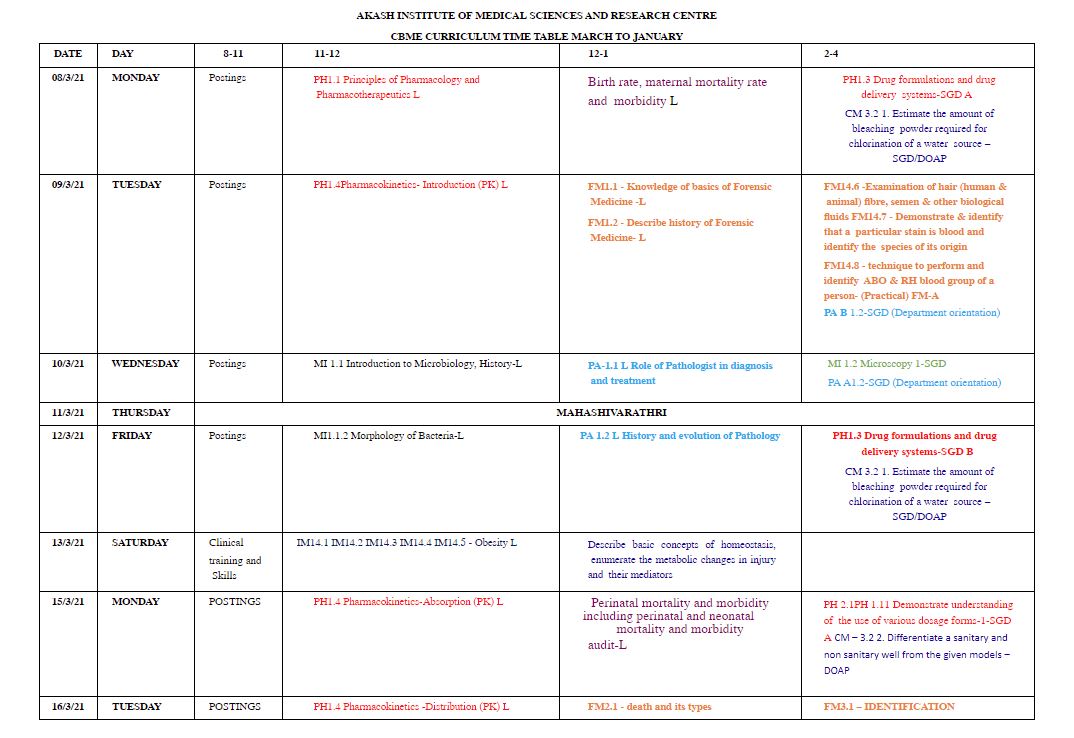 AKASH INSTITUTE OF MEDICAL SCIENCES AND RESEARCH CENTRE
CBME CURRICULUM TIME TABLE MARCH TO JANUARY
DATE DAY 8-11 11-12 12-1 2-4
08/3/21 MONDAY Postings
PH1.1 Principles of Pharmacology and
Pharmacotherapeutics L
Birth rate, maternal mortality rate
and morbidity L
PH1.3 Drug formulations and drug
delivery systems-SGD A
CM 3.2 1. Estimate the amount of
bleaching powder required for
chlorination of a water source –
SGD/DOAP
09/3/21 TUESDAY Postings
PH1.4Pharmacokinetics- Introduction (PK) L
FM1.1 - Knowledge of basics of Forensic
Medicine -L
FM1.2 - Describe history of Forensic
Medicine- L
FM14.6 -Examination of hair (human &
animal) fibre, semen & other biological
fluids FM14.7 - Demonstrate & identify
that a particular stain is blood and
identify the species of its origin
FM14.8 - technique to perform and
identify ABO & RH blood group of a
person- (Practical) FM-A
PA B 1.2-SGD (Department orientation)
10/3/21 WEDNESDAY Postings
MI 1.1 Introduction to Microbiology, History-L
PA-1.1 L Role of Pathologist in diagnosis
and treatment
MI 1.2 Microscopy 1-SGD
PA A1.2-SGD (Department orientation)
11/3/21 THURSDAY MAHASHIVARATHRI
12/3/21 FRIDAY Postings
MI1.1.2 Morphology of Bacteria-L
PA 1.2 L History and evolution of Pathology
PH1.3 Drug formulations and drug
delivery systems-SGD B
CM 3.2 1. Estimate the amount of
bleaching powder required for
chlorination of a water source –
SGD/DOAP
13/3/21 SATURDAY
Clinical
training and
Skills
IM14.1 IM14.2 IM14.3 IM14.4 IM14.5 - Obesity L
Describe basic concepts of homeostasis,
enumerate the metabolic changes in injury
and their mediators
15/3/21 MONDAY POSTINGS
PH1.4 Pharmacokinetics-Absorption (PK) L
Perinatal mortality and morbidity
including perinatal and neonatal
mortality and morbidity
audit-L
PH 2.1PH 1.11 Demonstrate understanding
of the use of various dosage forms-1-SGD
A CM – 3.2 2. Differentiate a sanitary and
non sanitary well from the given models –
DOAP
16/3/21 TUESDAY POSTINGS
PH1.4 Pharmacokinetics -Distribution (PK) L
FM2.1 - death and its types
FM3.1 – IDENTIFICATION